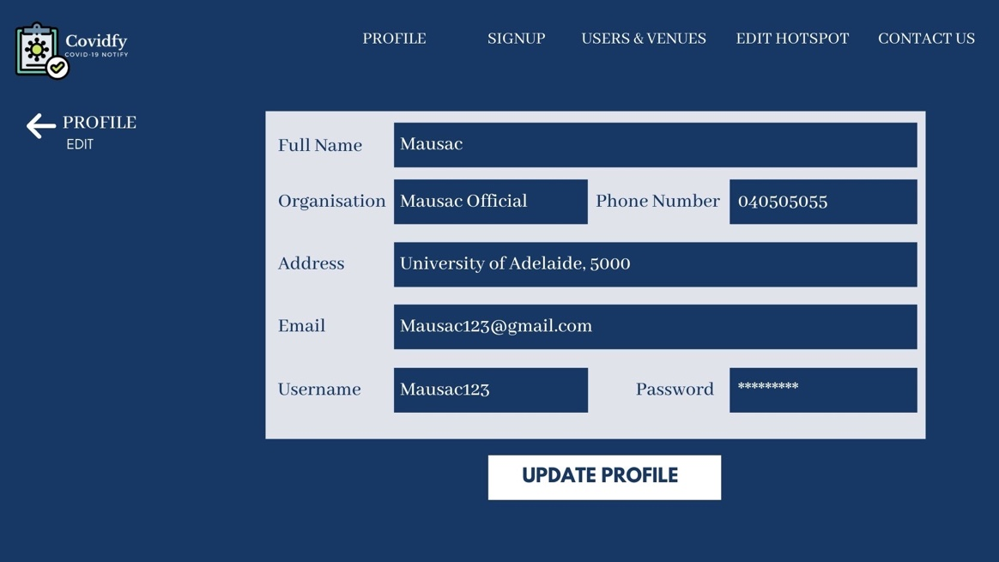 Covidfy
COVID-19 NOTIFY
PROFILE SIGNUP USERS & VENUES EDIT HOTSPOT CONTACT US
PROFILE
EDIT
Full Name Mausac
Organisation Mausac Official Phone Number 040505055
Address University of Adelaide, 5000
Email Mausac123@gmail.com
Username Mausac123 Password *********
UPDATE PROFILE